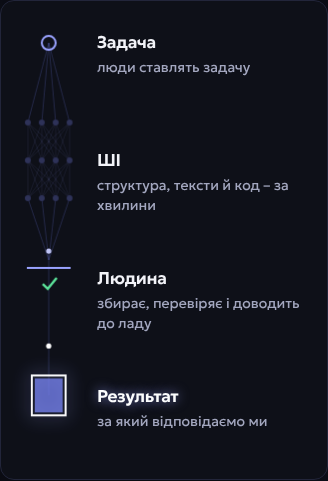 Задача
люди ставлять задачу
ШІ
структура, тексти й код – за
хвилини
Людина
збирає, перевіряє і доводить
до ладу
Результат
за який відповідаємо ми